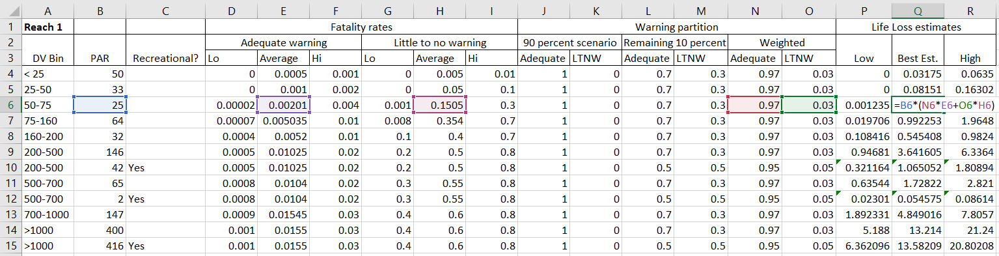 A B C D E F G H I J K L M N O P Q R
1 Reach 1 Fatality rates Warning partition Life Loss estimates
2 Adequate warning Little to no warning 90 percent scenario Remaining 10 percent Weighted
3 DV Bin PAR Recreational? Lo Average Hi Lo Average Hi Adequate LTNW Adequate LTNW Adequate LTNW Low Best Est. High
4 < 25 50 0 0.0005 0.001 0 0.005 0.01 1 0 0.7 0.3 0.97 0.03 0 0.03175 0.0635
5 25-50 33 0 0.001 0.002 0 0.05 0.1 1 0 0.7 0.3 0.97 0.03 0 0.08151 0.16302
6 50-75 25 0.00002 0.00201 0.004 0.001 0.1505 0.3 1 0 0.7 0.3 0.97 0.03 0.001235 =B6*(N6*E6+O6*H6)
7 75-160 64 0.00007 0.005035 0.01 0.008 0.354 0.7 1 0 0.7 0.3 0.97 0.03 0.019706 0.992253 1.9648
8 160-200 32 0.0004 0.0052 0.01 0.1 0.4 0.7 1 0 0.7 0.3 0.97 0.03 0.108416 0.545408 0.9824
9 200-500 146 0.0005 0.01025 0.02 0.2 0.5 0.8 1 0 0.7 0.3 0.97 0.03 0.94681 3.641605 6.3364
10 200-500 42 Yes 0.0005 0.01025 0.02 0.2 0.5 0.8 1 0 0.5 0.5 0.95 0.05 0.321164 1.065052 1.80894
11 500-700 65 0.0008 0.0104 0.02 0.3 0.55 0.8 1 0 0.7 0.3 0.97 0.03 0.63544 1.72822 2.821
12 500-700 2 Yes 0.0008 0.0104 0.02 0.3 0.55 0.8 1 0 0.5 0.5 0.95 0.05 0.02301 0.054575 0.08614
13 700-1000 147 0.0009 0.01545 0.03 0.4 0.6 0.8 1 0 0.7 0.3 0.97 0.03 1.892331 4.849016 7.8057
14 >1000 400 0.001 0.0155 0.03 0.4 0.6 0.8 1 0 0.7 0.3 0.97 0.03 5.188 13.214 21.24
15 >1000 416 Yes 0.001 0.0155 0.03 0.4 0.6 0.8 1 0 0.5 0.5 0.95 0.05 6.362096 13.58209 20.80208